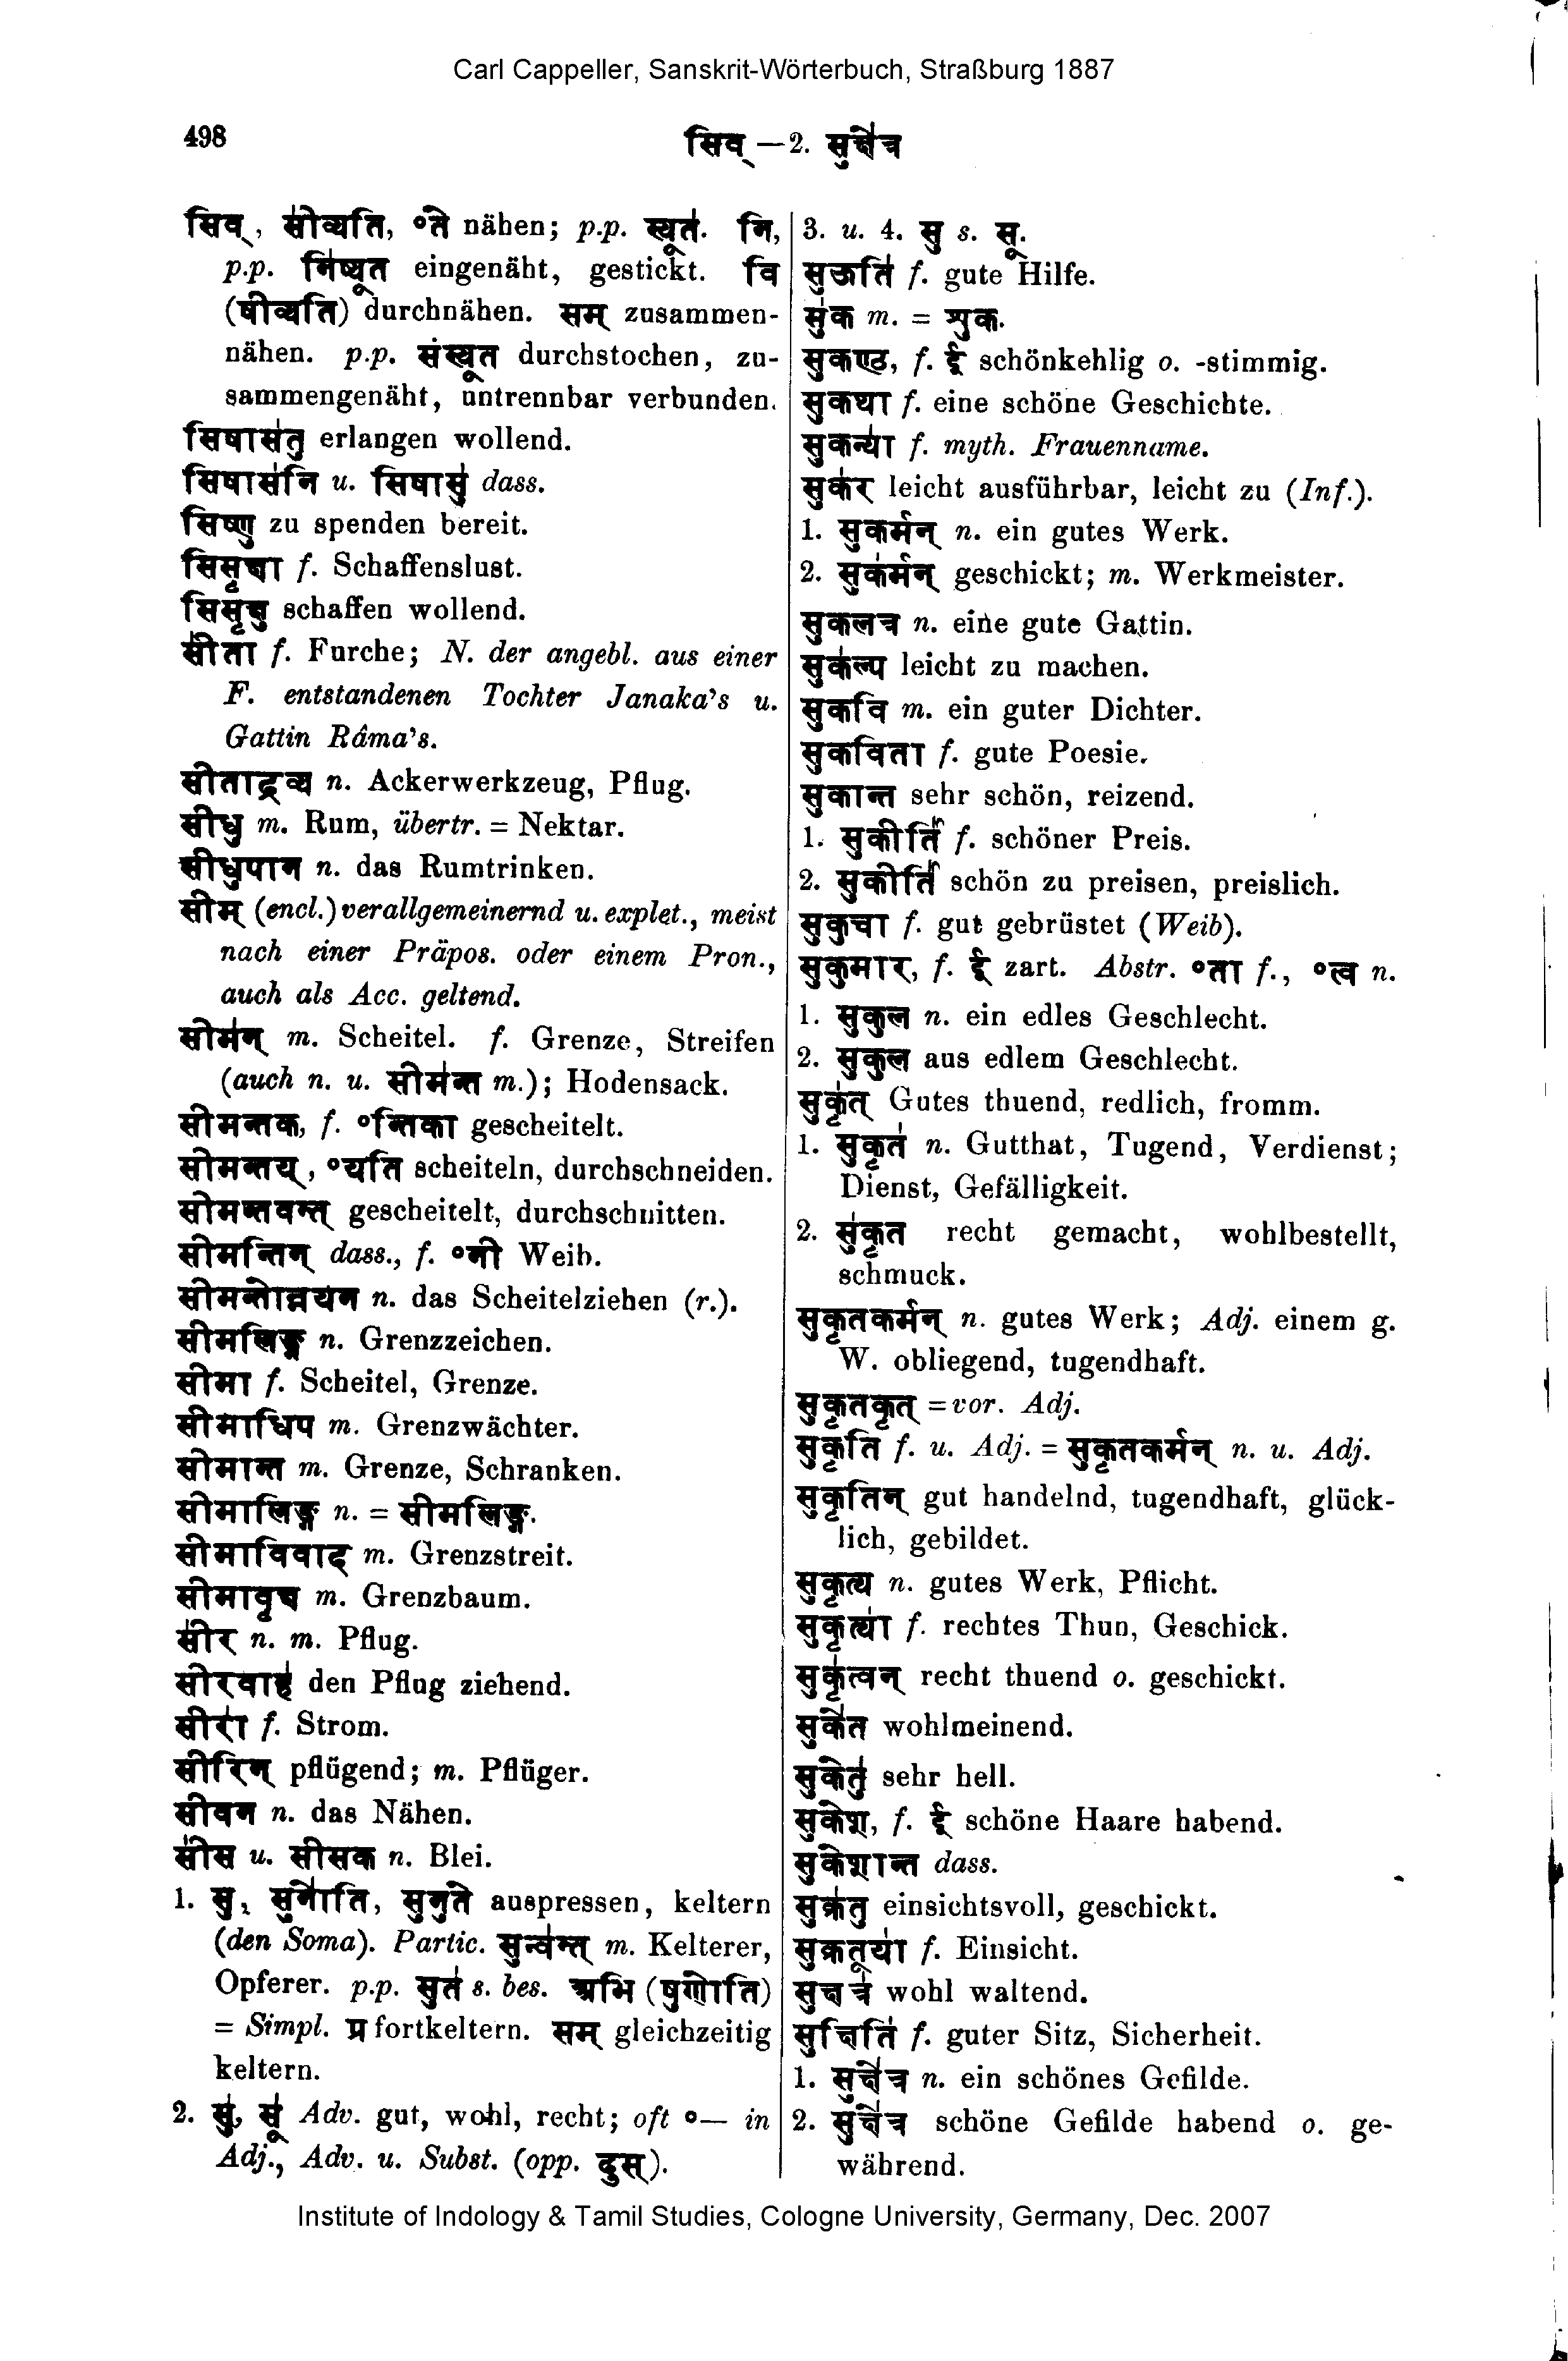 Carl Cappeller, Sanskrit-Wörterbuch, Straßburg 1887
498
सिव् — 2. सुक्षे॑त्र
सिव्, सी॑व्यति, °ते nähen; p.p. स्यूत॑. नि,
p.p. नि॑ष्यूत eingenäht, gestickt. वि
(षीव्यति) durchnähen. सम् zusammen-
nähen. p.p. सं॑स्यूत durchstochen, zu-
sammengenäht, untrennbar verbunden.
सिषास॑तु erlangen wollend.
सिषास॑नि u. सिषासु॑ dass.
सिष्णु zu spenden bereit.
सिसृक्षा f. Schaffenslust.
सिसृक्षु schaffen wollend.
सी॑ता f. Furche; N. der angebl. aus einer
F. entstandenen Tochter Janaka's u.
Gattin Râma's.
सीताद्रव्य n. Ackerwerkzeug, Pflug.
सीधु m. Rum, übertr. = Nektar.
सीधुपान n. das Rumtrinken.
सीम् (encl.) verallgemeinernd u. explet., meist
nach einer Präpos. oder einem Pron.,
auch als Acc. geltend.
सीम॑न् m. Scheitel. f. Grenze, Streifen
(auch n. u. सीम॑न्त m.); Hodensack.
सीमन्तक, f. °न्तिका gescheitelt.
सीमन्तय्, °यति scheiteln, durchschneiden.
सीमन्तवन्त् gescheitelt, durchschnitten.
सीमन्तिन् dass., f. °नी Weib.
सीमन्तोन्नयन n. das Scheitelziehen (r.).
सीमलिङ्ग n. Grenzzeichen.
सीमा f. Scheitel, Grenze.
सीमाधिप m. Grenzwächter.
सीमान्त m. Grenze, Schranken.
सीमालिङ्ग n. = सीमलिङ्ग.
सीमाविवाद m. Grenzstreit.
सीमावृक्ष m. Grenzbaum.
सी॑र n. m. Pflug.
सीरवाह॑ den Pflug ziehend.
सीरा॑ f. Strom.
सीरिन् pflügend; m. Pflüger.
सीवन n. das Nähen.
सी॑स u. सीसक n. Blei.
1. सु, सुनो॑ति, सुनुते॑ auspressen, keltern
(den Soma). Partic. सुन्व॑न्त् m. Kelterer,
Opferer. p.p. सुत॑ s. bes. अभि (षुणोति)
= Simpl. प्र fortkeltern. सम् gleichzeitig
keltern.
2. सु॑, सू॑ Adv. gut, wohl, recht; oft °— in
Adj., Adv. u. Subst. (opp. दुस्).
3. u. 4. सु s. सू.
सुऊति॑ f. gute Hilfe.
सु॑क m. = शुक.
सुकण्ठ, f. ई schönkehlig o. -stimmig.
सुकथा f. eine schöne Geschichte.
सुकन्या॑ f. myth. Frauenname.
सुक॑र leicht ausführbar, leicht zu (Inf.).
1. सुकर्मन् n. ein gutes Werk.
2. सुक॑र्मन् geschickt; m. Werkmeister.
सुकलत्र n. eine gute Gattin.
सुक॑ल्प leicht zu machen.
सुकवि m. ein guter Dichter.
सुकविता f. gute Poesie.
सुकान्त sehr schön, reizend.
1. सुकीर्ति॑ f. schöner Preis.
2. सुकीर्ति॑ schön zu preisen, preislich.
सुकुचा f. gut gebrüstet (Weib).
सुकुमार, f. ई zart. Abstr. °ता f., °त्व n.
1. सुकुल n. ein edles Geschlecht.
2. सुकुल aus edlem Geschlecht.
सुकृ॑त् Gutes thuend, redlich, fromm.
1. सुकृत॑ n. Gutthat, Tugend, Verdienst;
Dienst, Gefälligkeit.
2. सु॑कृत recht gemacht, wohlbestellt,
schmuck.
सुकृतकर्मन् n. gutes Werk; Adj. einem g.
W. obliegend, tugendhaft.
सुकृतकृत् = vor. Adj.
सुकृति f. u. Adj. = सुकृतकर्मन् n. u. Adj.
सुकृतिन् gut handelnd, tugendhaft, glück-
lich, gebildet.
सुकृत्य n. gutes Werk, Pflicht.
सुकृत्या॑ f. rechtes Thun, Geschick.
सुकृ॑त्वन् recht thuend o. geschickt.
सुके॑त wohlmeinend.
सुकेतु॑ sehr hell.
सुकेश, f. ई schöne Haare habend.
सुकेशान्त dass.
सुक्र॑तु einsichtsvoll, geschickt.
सुक्रतूया॑ f. Einsicht.
सुक्षत्र॑ wohl waltend.
सुक्षिति॑ f. guter Sitz, Sicherheit.
1. सुक्षे॑त्र n. ein schönes Gefilde.
2. सुक्षे॑त्र schöne Gefilde habend o. ge-
während.
Institute of Indology & Tamil Studies, Cologne University, Germany, Dec. 2007